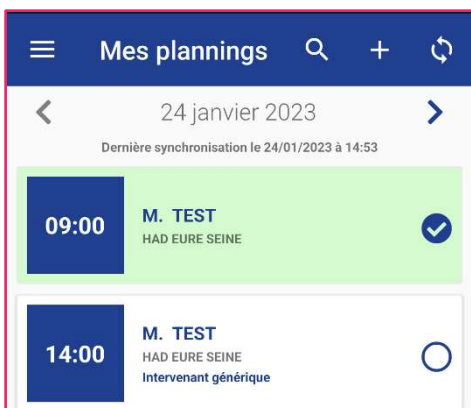 Mes plannings
24 janvier 2023
Dernière synchronisation le 24/01/2023 à 14:53
09:00
M. TEST
HAD EURE SEINE
14:00
M. TEST
HAD EURE SEINE
Intervenant générique